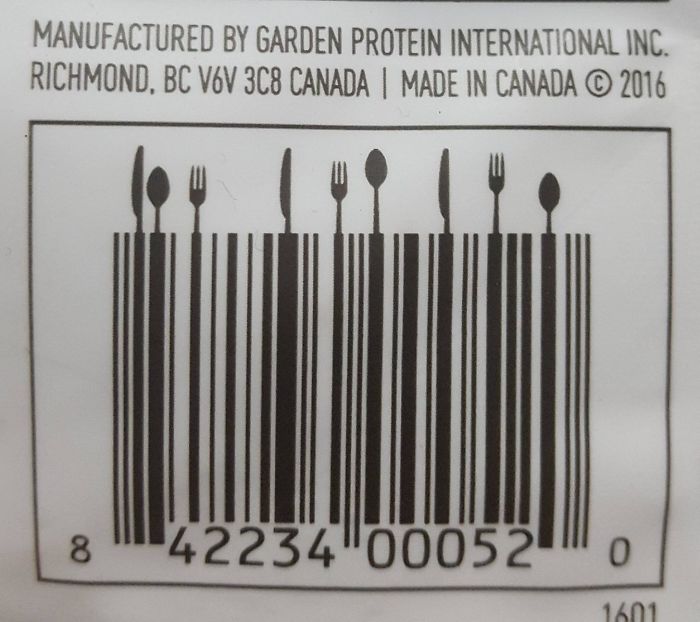 MANUFACTURED BY GARDEN PROTEIN INTERNATIONAL INC.
RICHMOND, BC V6V 3C8 CANADA | MADE IN CANADA © 2016
8 42234 00052 0
1601